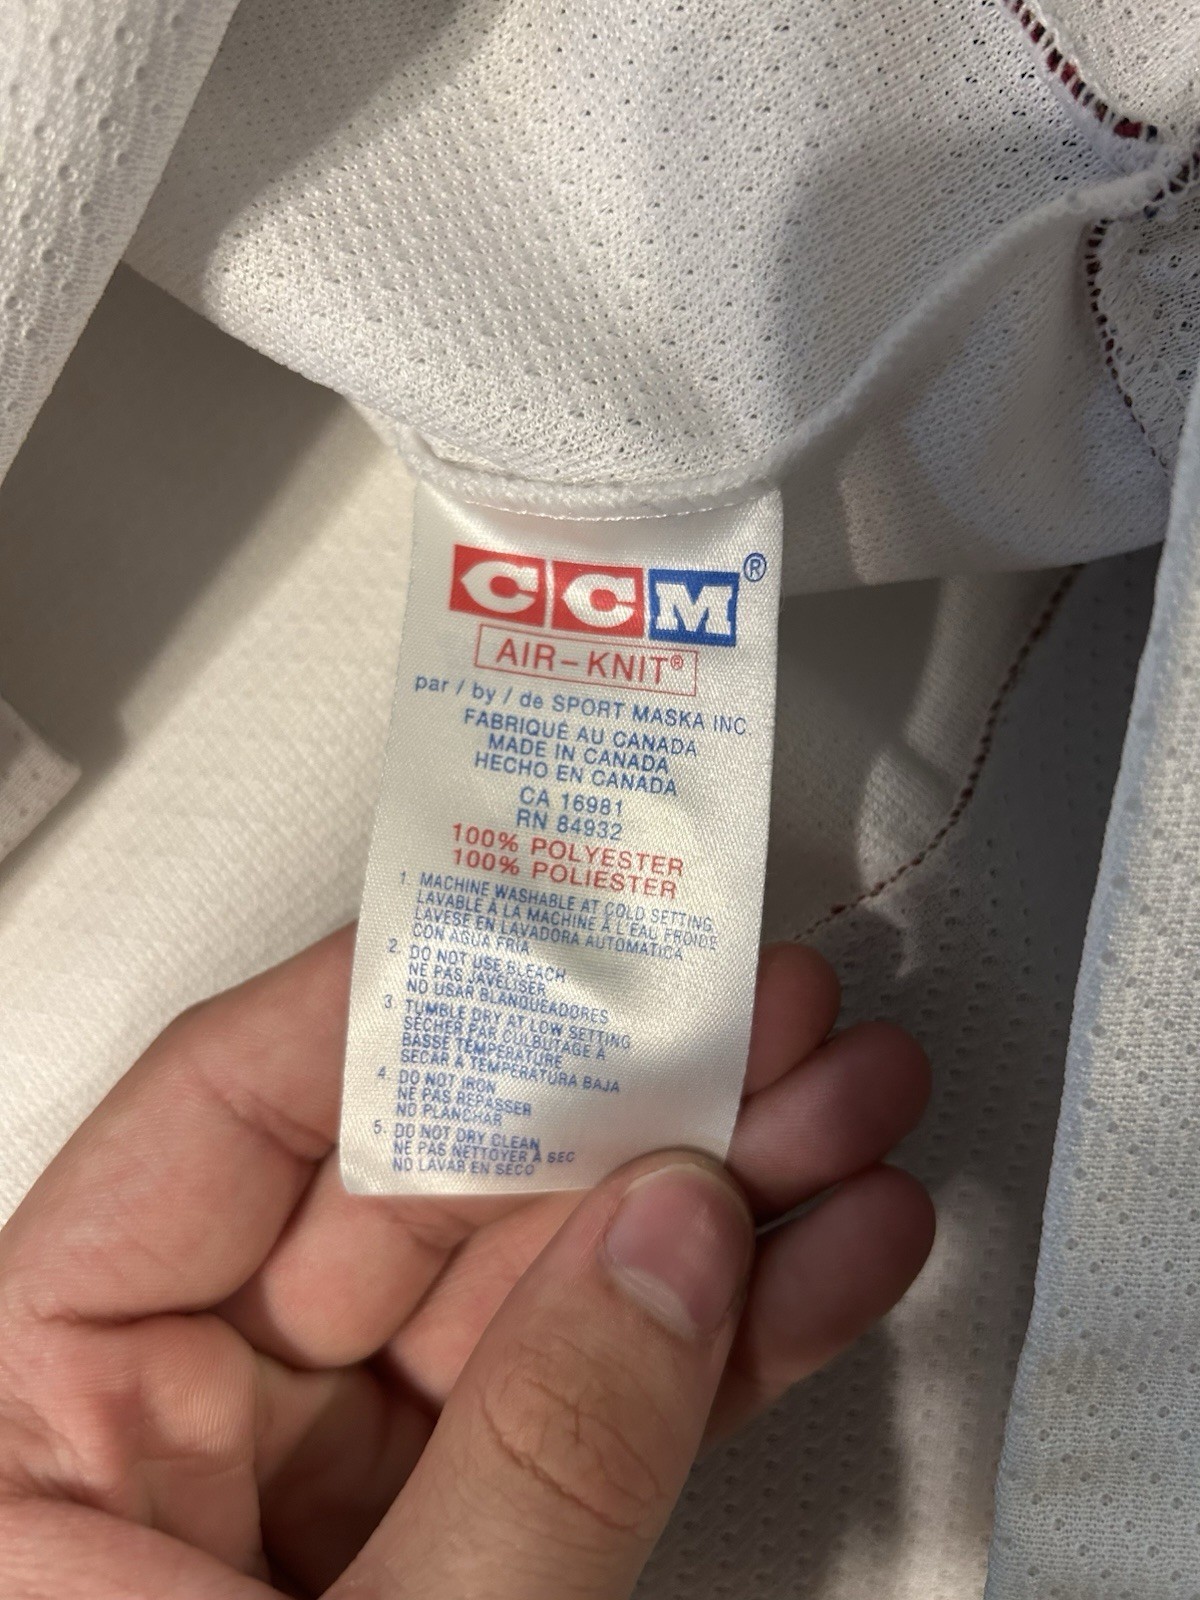 CCM®
AIR-KNIT®
par / by / de SPORT MASKA INC
FABRIQUÉ AU CANADA
MADE IN CANADA
HECHO EN CANADA
CA 16981
RN 84932
100% POLYESTER
100% POLIESTER
1. MACHINE WASHABLE AT COLD SETTING
LAVABLE À LA MACHINE À L'EAU FROIDE
LAVESE EN LAVADORA AUTOMATICA
CON AGUA FRIA
2. DO NOT USE BLEACH
NE PAS JAVELISER
NO USAR BLANQUEADORES
3. TUMBLE DRY AT LOW SETTING
SÉCHER PAR CULBUTAGE À
BASSE TEMPÉRATURE
SECAR A TEMPERATURA BAJA
4. DO NOT IRON
NE PAS REPASSER
NO PLANCHAR
5. DO NOT DRY CLEAN
NE PAS NETTOYER À SEC
NO LAVAR EN SECO